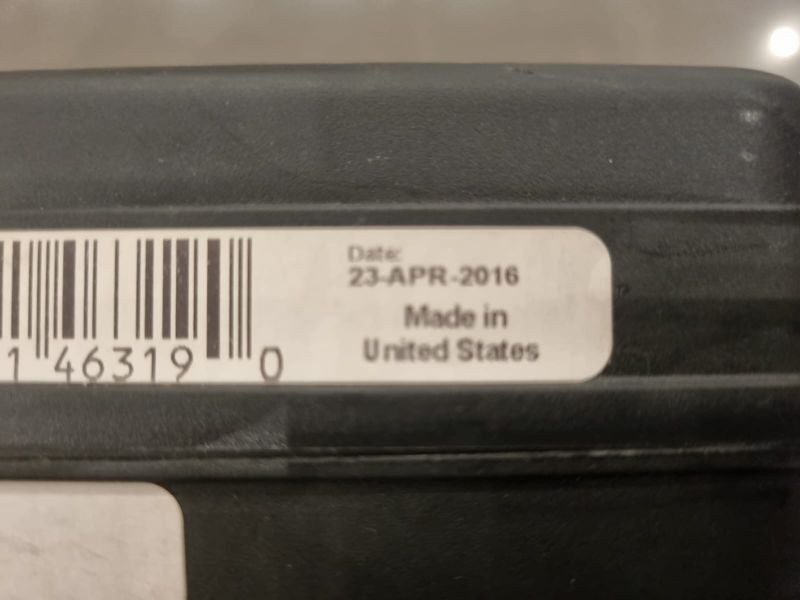 Date:
23-APR-2016
Made in
United States
1 46319 0